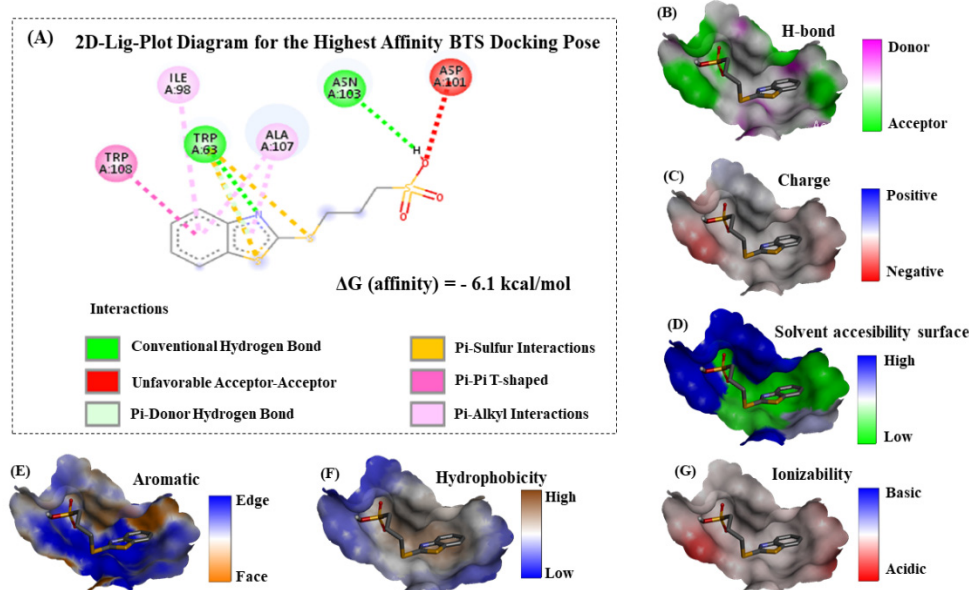 (A)
2D-Lig-Plot Diagram for the Highest Affinity BTS Docking Pose
ILE
A:98
ASN
A:103
ASP
A:101
TRP
A:63
ALA
A:107
TRP
A:108
H
N
S
S
S
O
O
O
ΔG (affinity) = - 6.1 kcal/mol
Interactions
Conventional Hydrogen Bond
Unfavorable Acceptor-Acceptor
Pi-Donor Hydrogen Bond
Pi-Sulfur Interactions
Pi-Pi T-shaped
Pi-Alkyl Interactions
(B)
H-bond
Donor
Acceptor
(C)
Charge
Positive
Negative
(D)
Solvent accesibility surface
High
Low
(E)
Aromatic
Edge
Face
(F)
Hydrophobicity
High
Low
(G)
Ionizability
Basic
Acidic